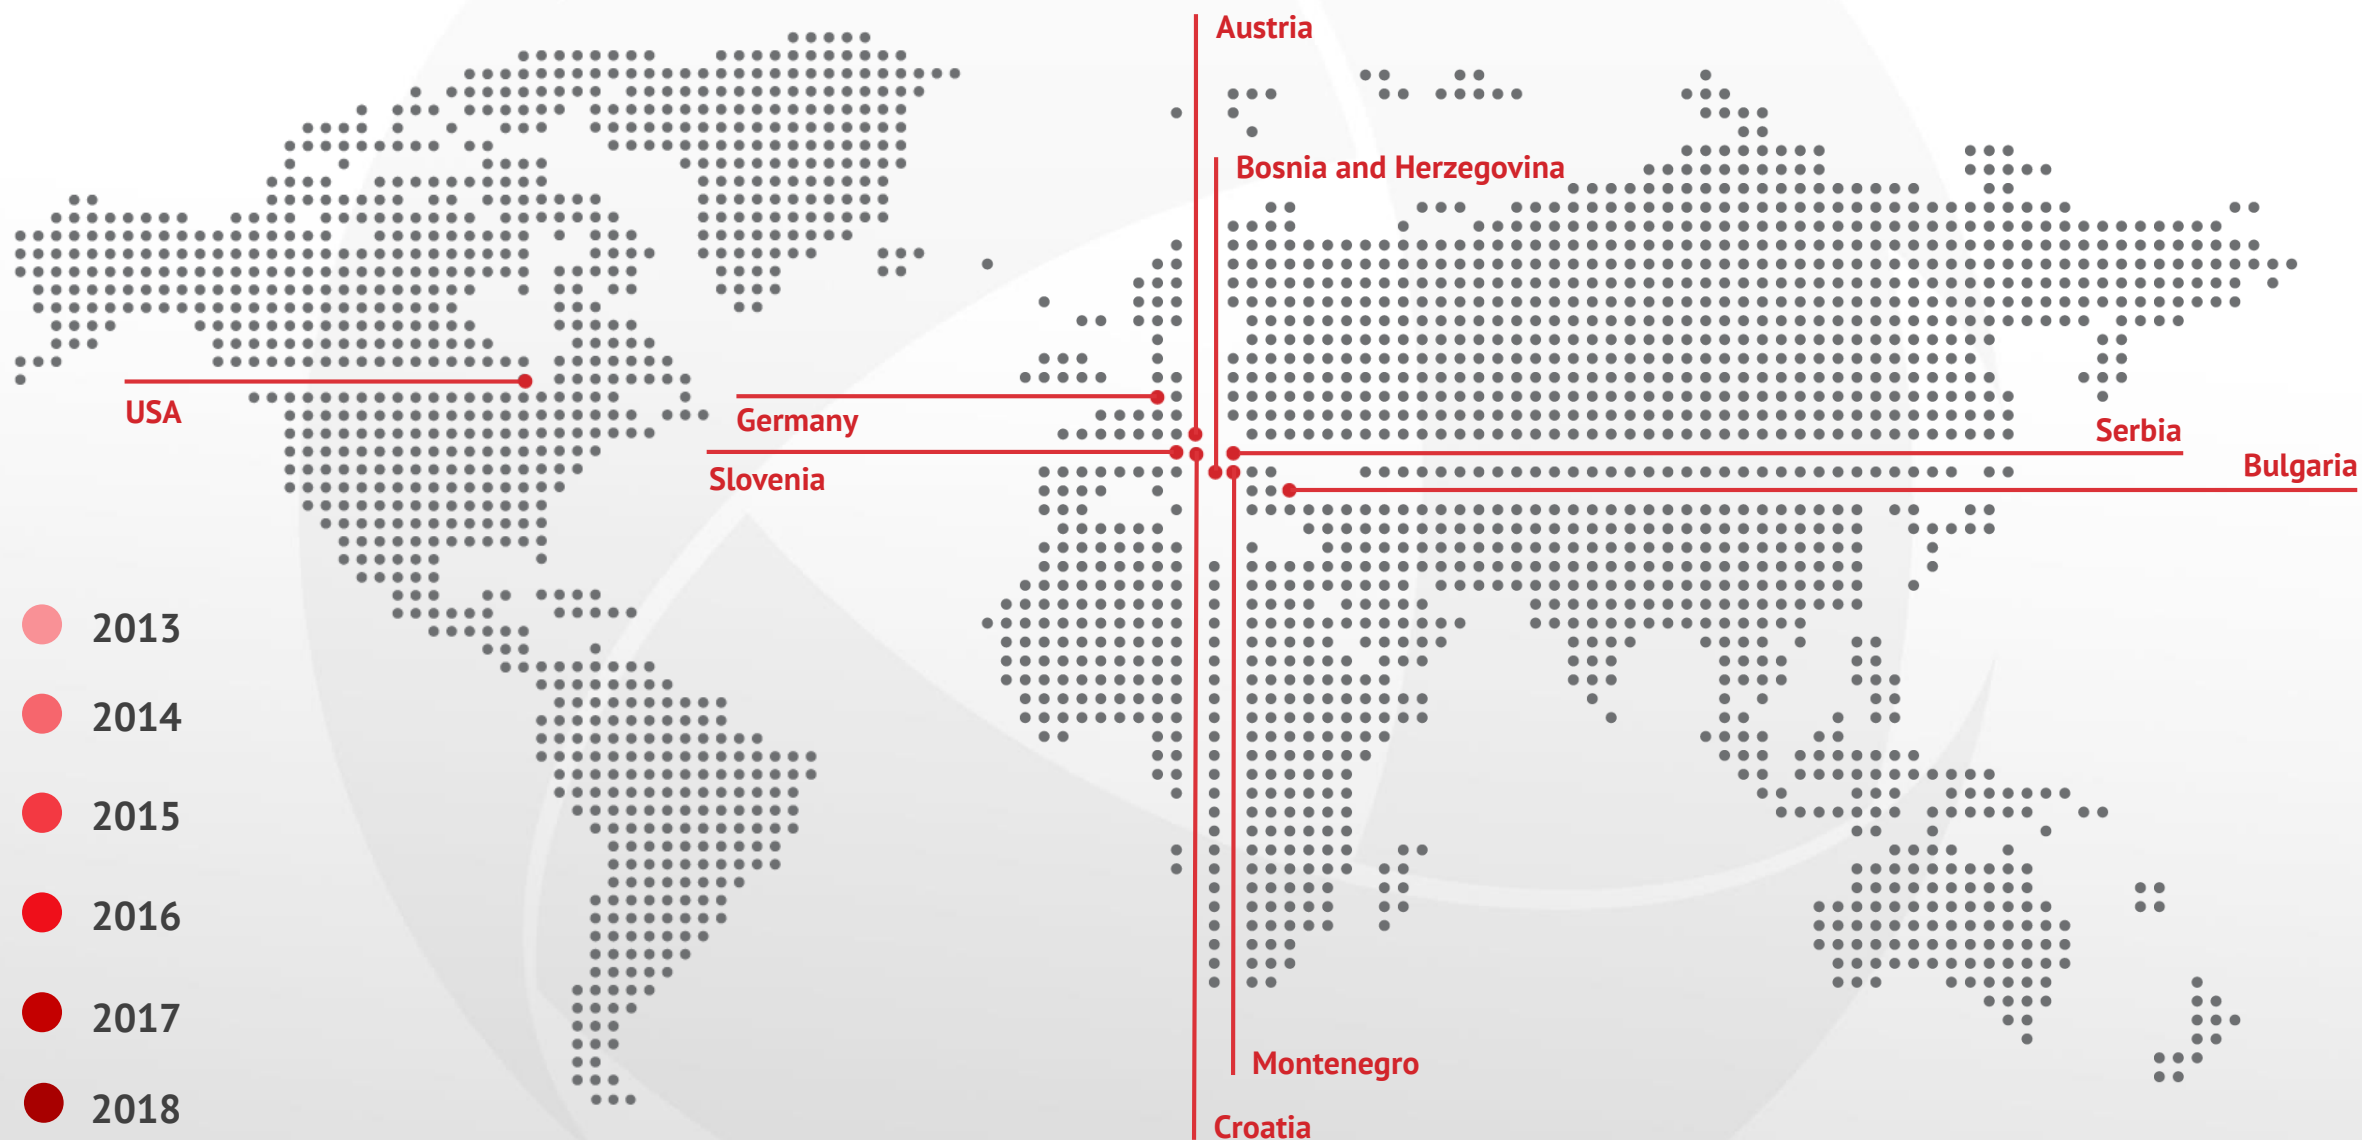 Austria
Bosnia and Herzegovina
USA
Germany
Serbia
Slovenia
Bulgaria
2013
2014
2015
2016
2017
Montenegro
2018
Croatia